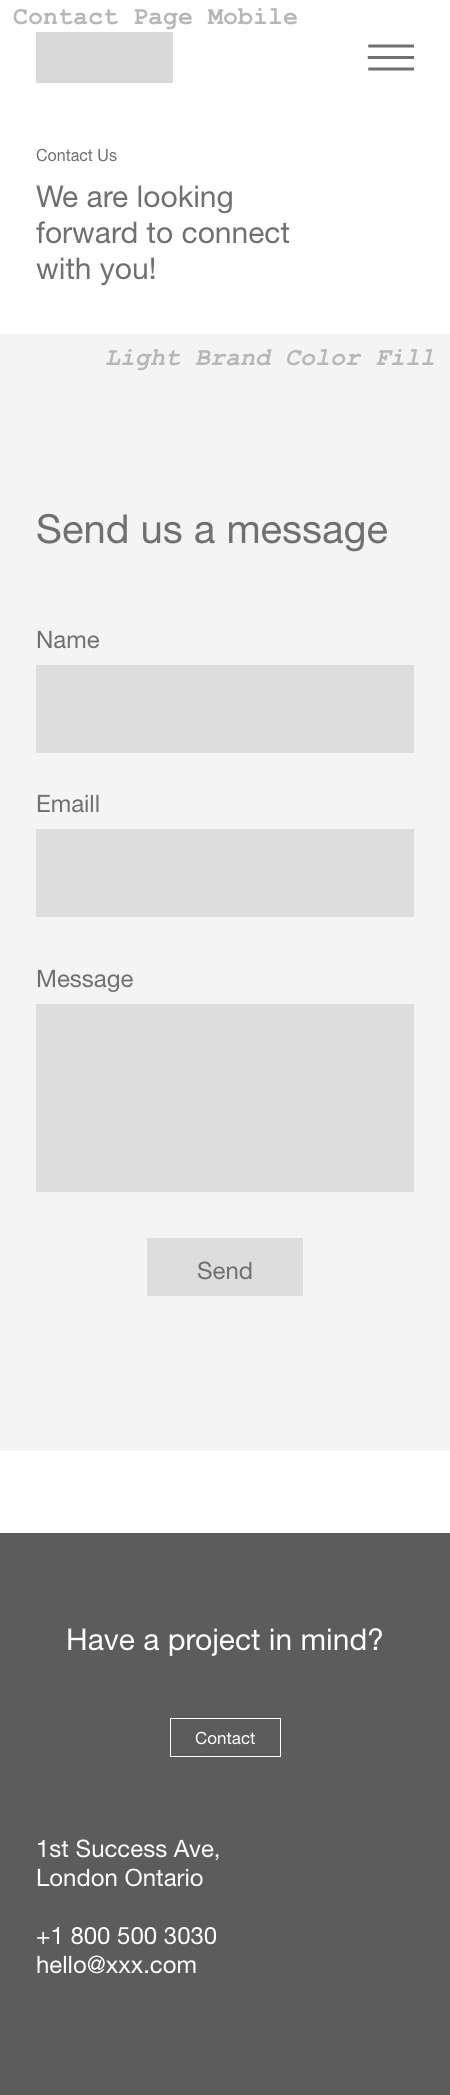 Contact Page Mobile
Contact Us
We are looking
forward to connect
with you!
Light Brand Color Fill
Send us a message
Name
Emaill
Message
Send
Have a project in mind?
Contact
1st Success Ave,
London Ontario
+1 800 500 3030
hello@xxx.com